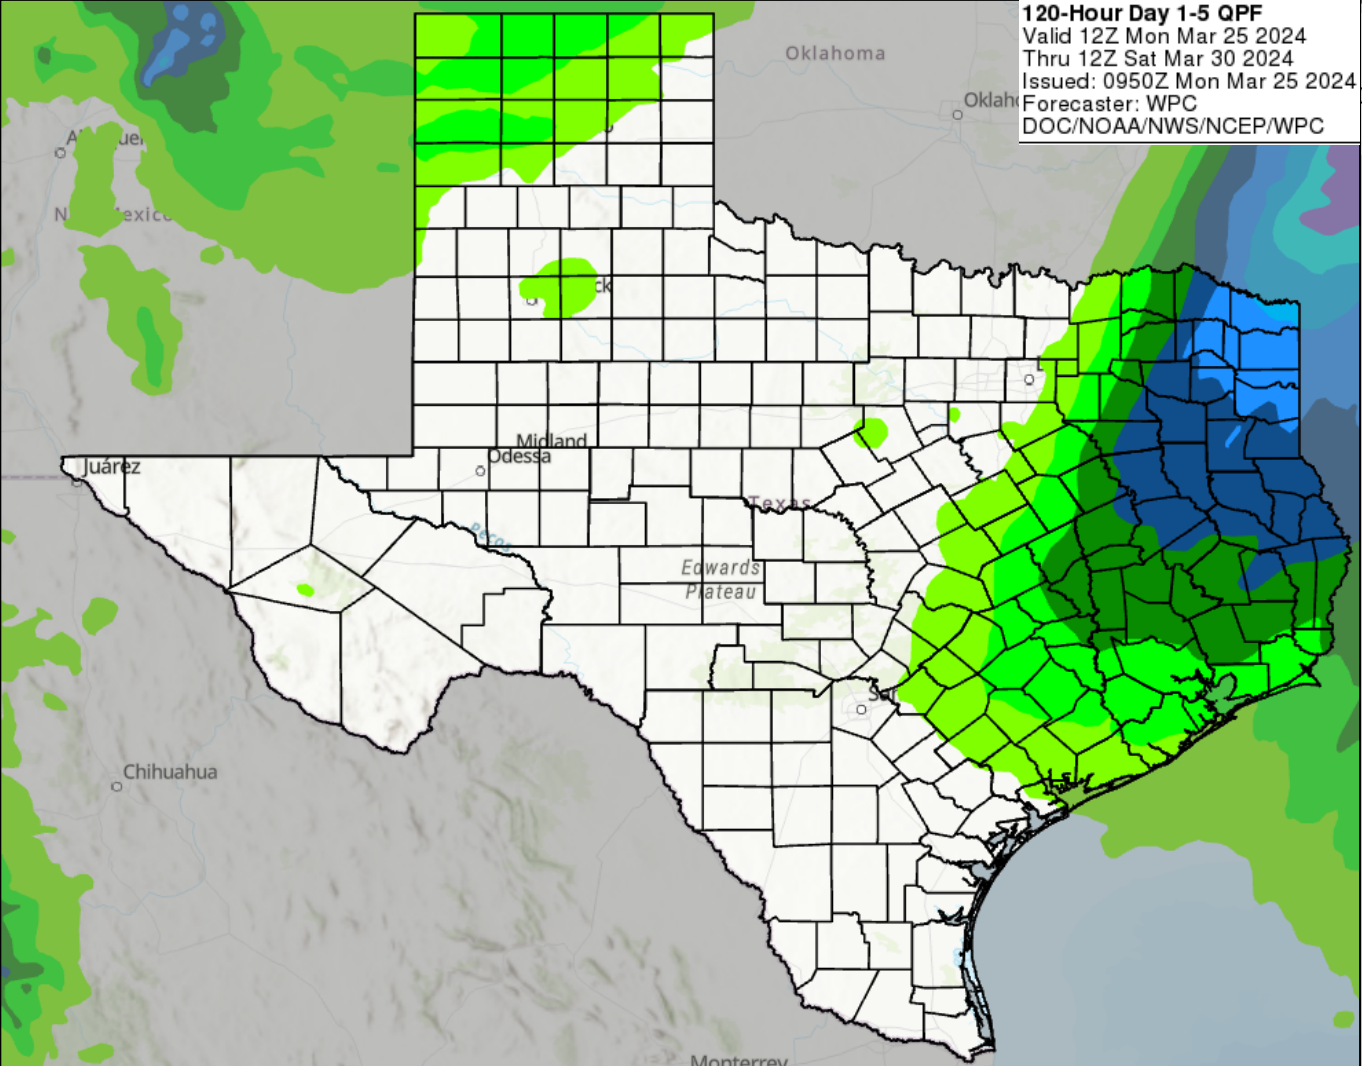 120-Hour Day 1-5 QPF
Valid 12Z Mon Mar 25 2024
Thru 12Z Sat Mar 30 2024
Issued: 0950Z Mon Mar 25 2024
Forecaster: WPC
DOC/NOAA/NWS/NCEP/WPC
Oklahoma
Midland
Odessa
Juárez
Texas
Pecos
Edwards
Plateau
Chihuahua
Monterrey